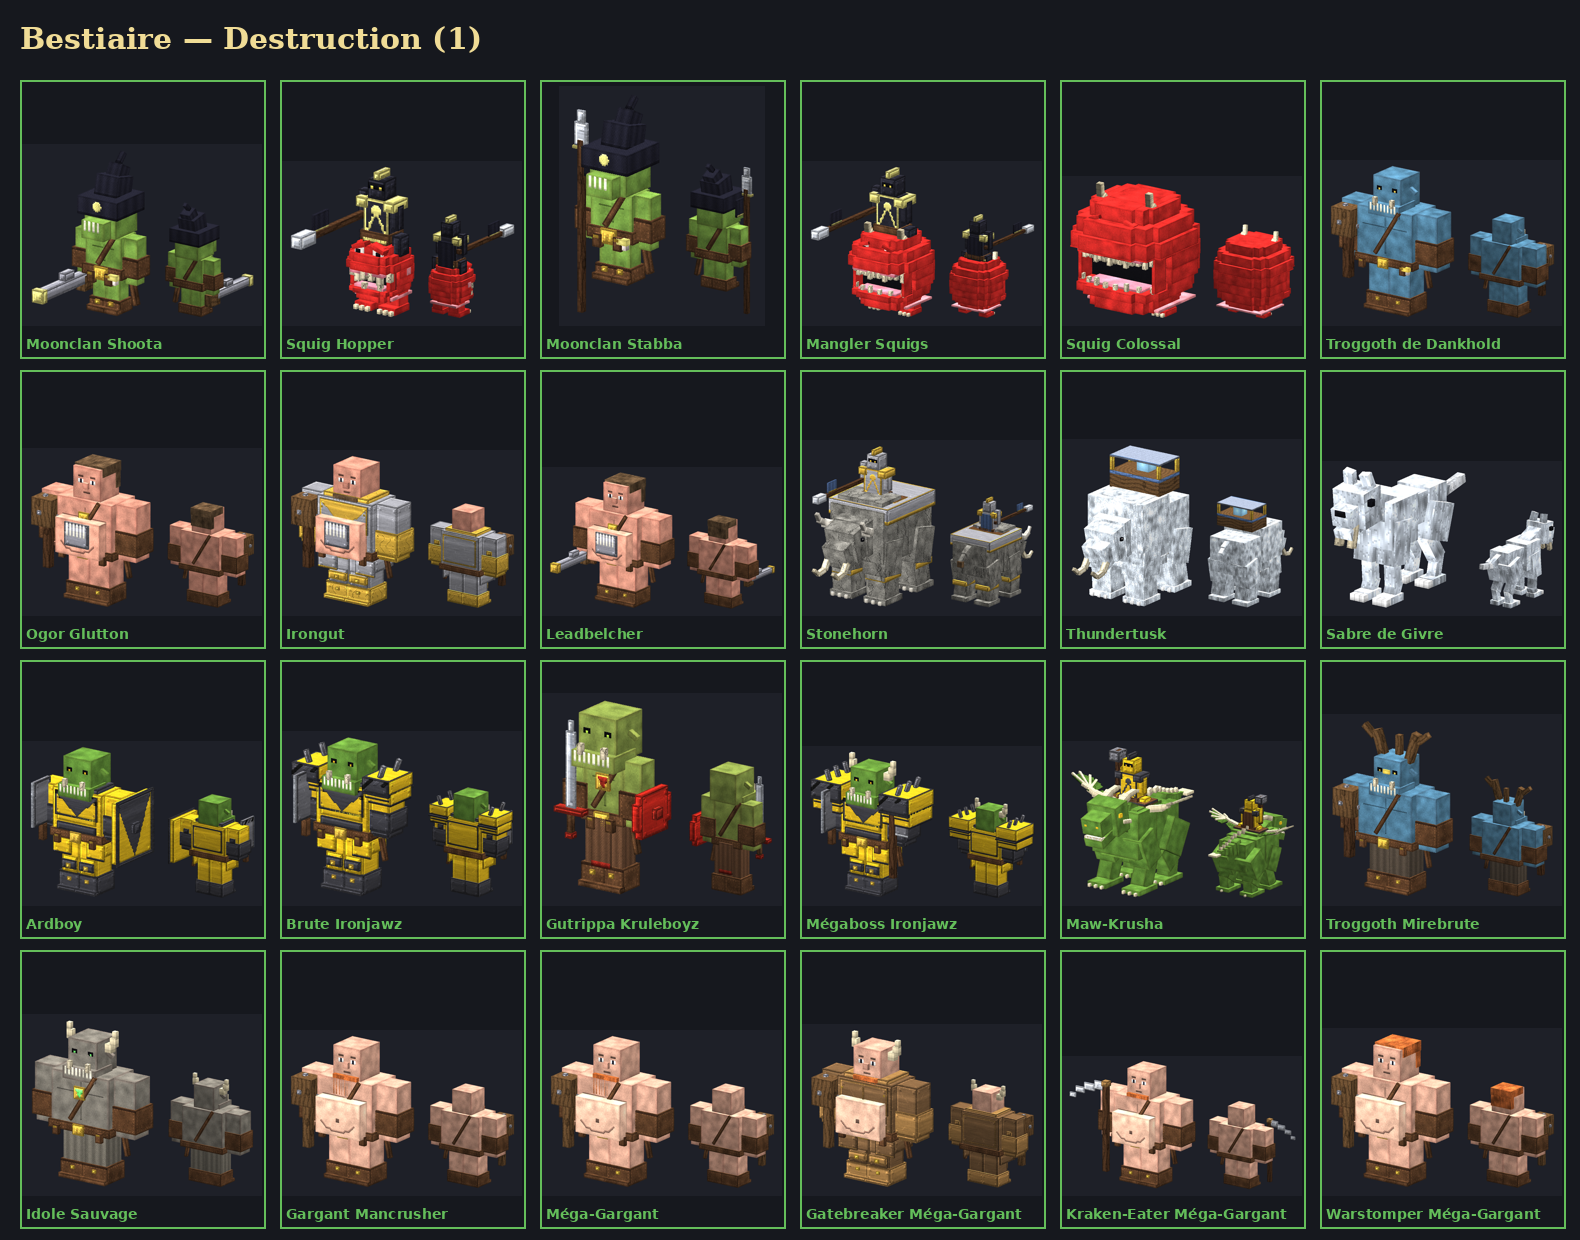 Bestiaire — Destruction (1)
Moonclan Shoota
Squig Hopper
Moonclan Stabba
Mangler Squigs
Squig Colossal
Troggoth de Dankhold
Ogor Glutton
Irongut
Leadbelcher
Stonehorn
Thundertusk
Sabre de Givre
Ardboy
Brute Ironjawz
Gutrippa Kruleboyz
Mégaboss Ironjawz
Maw-Krusha
Troggoth Mirebrute
Idole Sauvage
Gargant Mancrusher
Méga-Gargant
Gatebreaker Méga-Gargant
Kraken-Eater Méga-Gargant
Warstomper Méga-Gargant